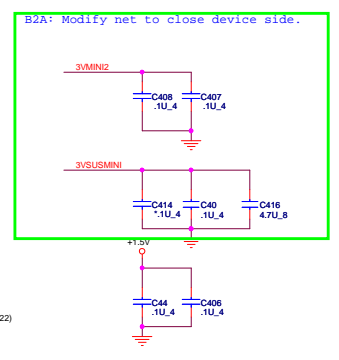 B2A: Modify net to close device side.
3VMINI2
C408 C407
.1U_4 .1U_4
3VSUSMINI
C414 C40 C416
*.1U_4 .1U_4 4.7U_8
+1.5V
C44 C406
.1U_4 .1U_4
22)